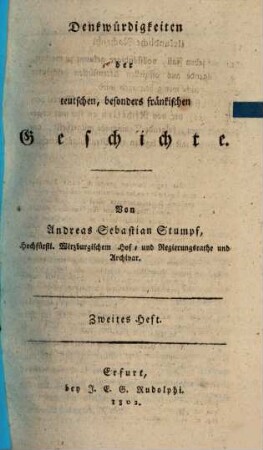 Denkwürdigkeiten
der
teutschen, besonders fränkischen
Geschichte.
Von
Andreas Sebastian Stumpf,
Hochfürstl. Wirzburgischem Hof- und Regierungsrathe und
Archivar.
Zweites Heft.
Erfurt,
bey J. E. G. Rudolphi.
1802.